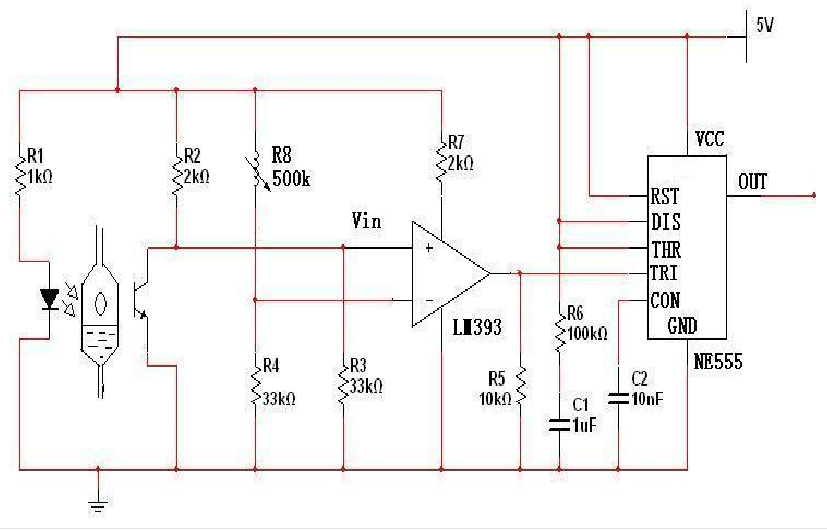 5V
VCC
R1
1kΩ
R2
2kΩ
R8
500k
R7
2kΩ
RST
OUT
DIS
Vin
+
THR
TRI
−
CON
LM393
GND
R6
100kΩ
NE555
R4
33kΩ
R3
33kΩ
R5
10kΩ
C2
10nF
C1
1uF